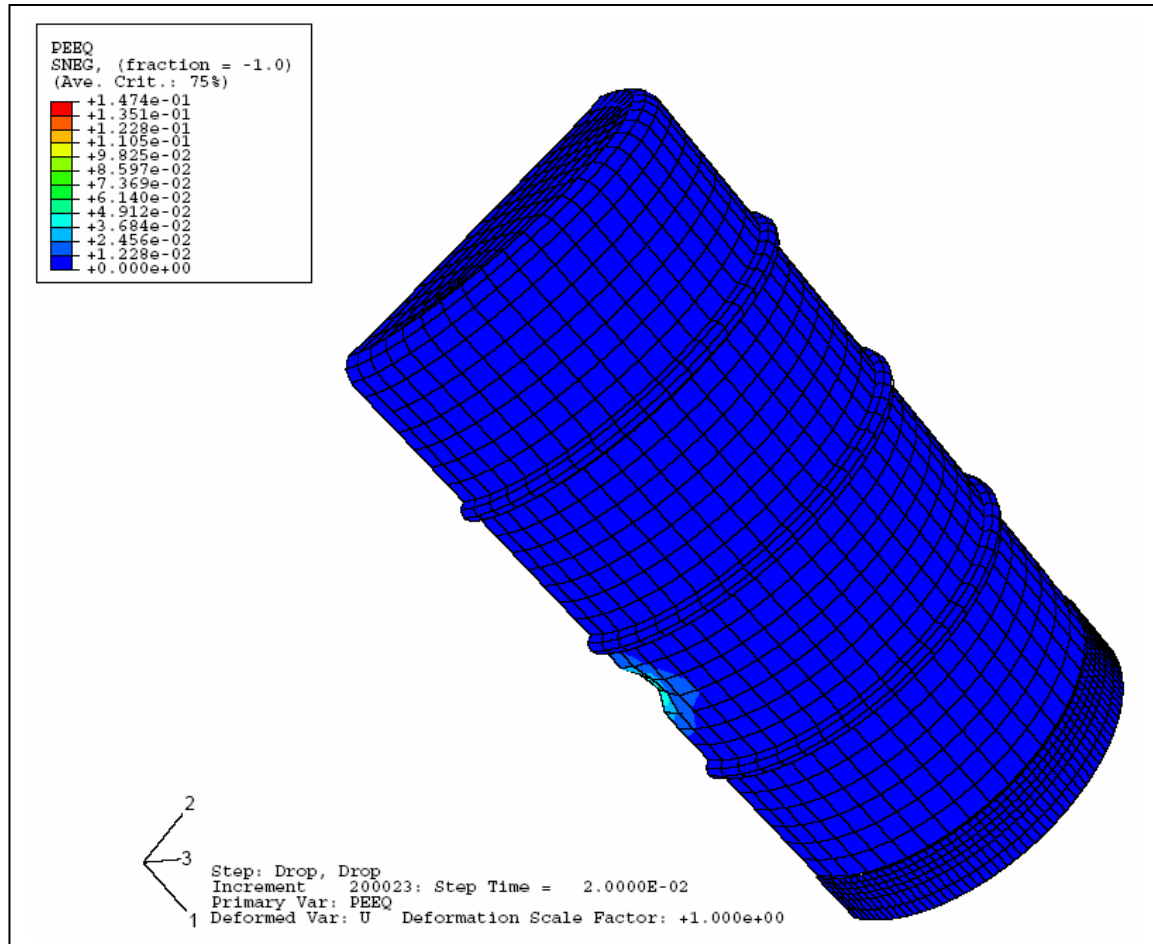 PEEQ
SNEG, (fraction = -1.0)
(Ave. Crit.: 75%)
+1.474e-01
+1.351e-01
+1.228e-01
+1.105e-01
+9.825e-02
+8.597e-02
+7.369e-02
+6.140e-02
+4.912e-02
+3.684e-02
+2.456e-02
+1.228e-02
+0.000e+00
2
3
1
Step: Drop, Drop
Increment 200023: Step Time = 2.0000E-02
Primary Var: PEEQ
Deformed Var: U Deformation Scale Factor: +1.000e+00